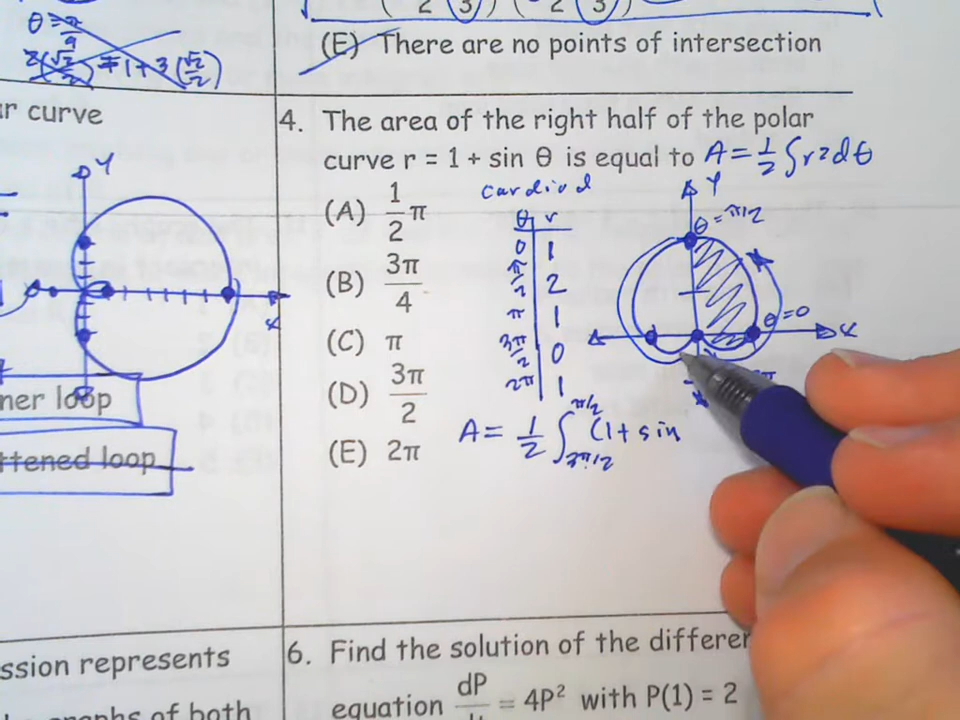 (E) There are no points of intersection
r curve
Y
ner loop
ttened loop
4. The area of the right half of the polar
curve r = 1 + sin θ is equal to A = 1/2 ∫ r² dθ
cardiod
(A) 1/2 π
(B) 3π/4
(C) π
(D) 3π/2
(E) 2π
θ r
0 1
π/2 2
π 1
3π/2 0
2π 1
Y
θ = π/2
θ = 0
x
A = 1/2 ∫ 3π/2 π/2 (1 + sin
ssion represents
6. Find the solution of the differer
equation dP = 4P² with P(1) = 2